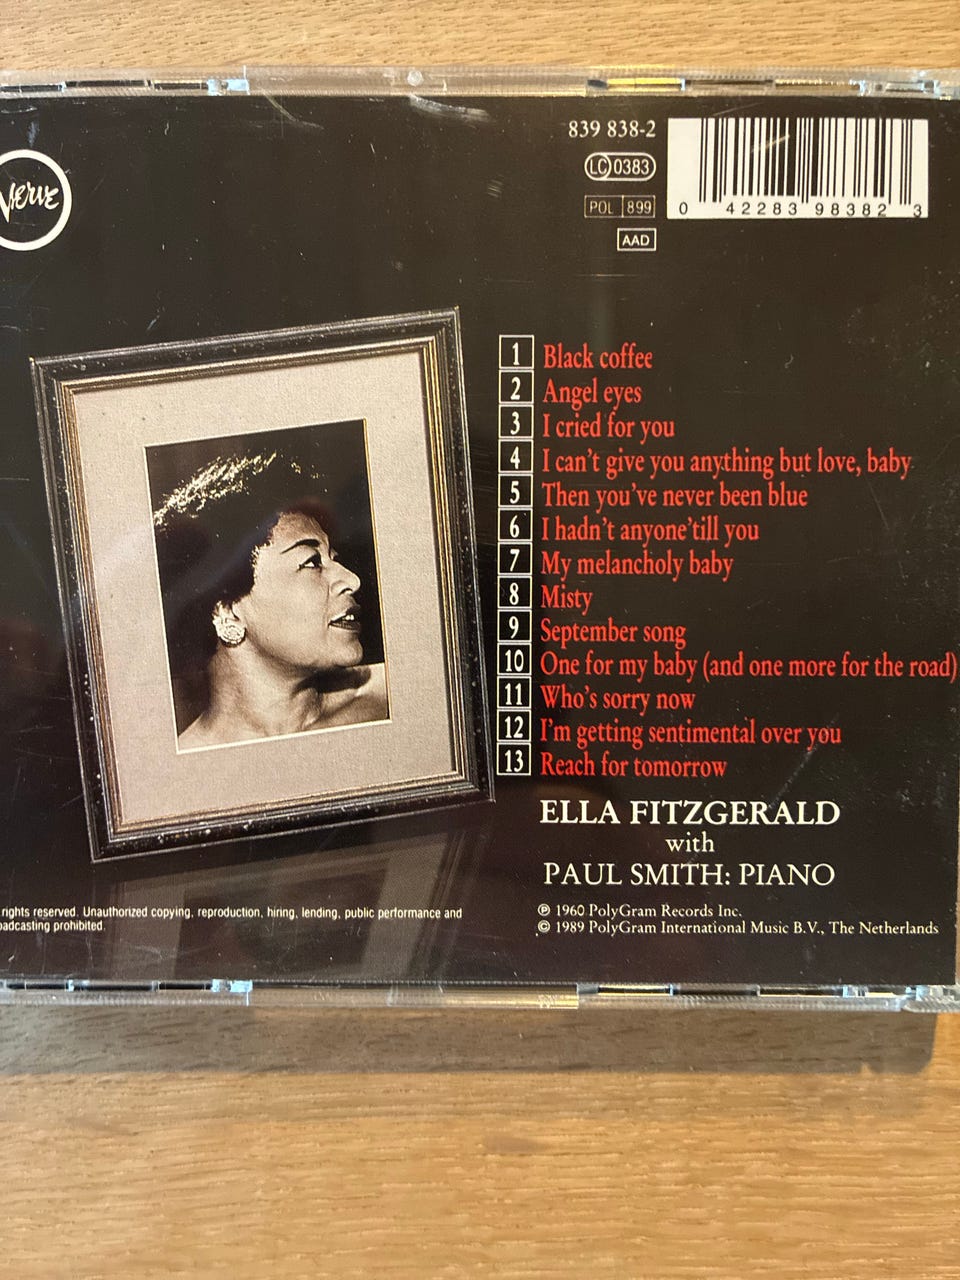 Verve
839 838-2
LC 0383
POL 899
AAD
0 42283 98382 3
1 Black coffee
2 Angel eyes
3 I cried for you
4 I can't give you anything but love, baby
5 Then you've never been blue
6 I hadn't anyone'till you
7 My melancholy baby
8 Misty
9 September song
10 One for my baby (and one more for the road)
11 Who's sorry now
12 I'm getting sentimental over you
13 Reach for tomorrow
ELLA FITZGERALD
with
PAUL SMITH: PIANO
℗ 1960 PolyGram Records Inc.
© 1989 PolyGram International Music B.V., The Netherlands
rights reserved. Unauthorized copying, reproduction, hiring, lending, public performance and
oadcasting prohibited.